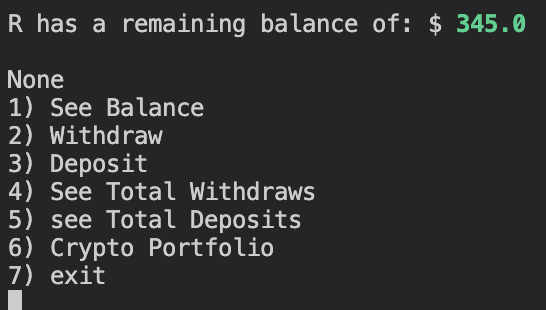 R has a remaining balance of: $ 345.0
None
1) See Balance
2) Withdraw
3) Deposit
4) See Total Withdraws
5) see Total Deposits
6) Crypto Portfolio
7) exit